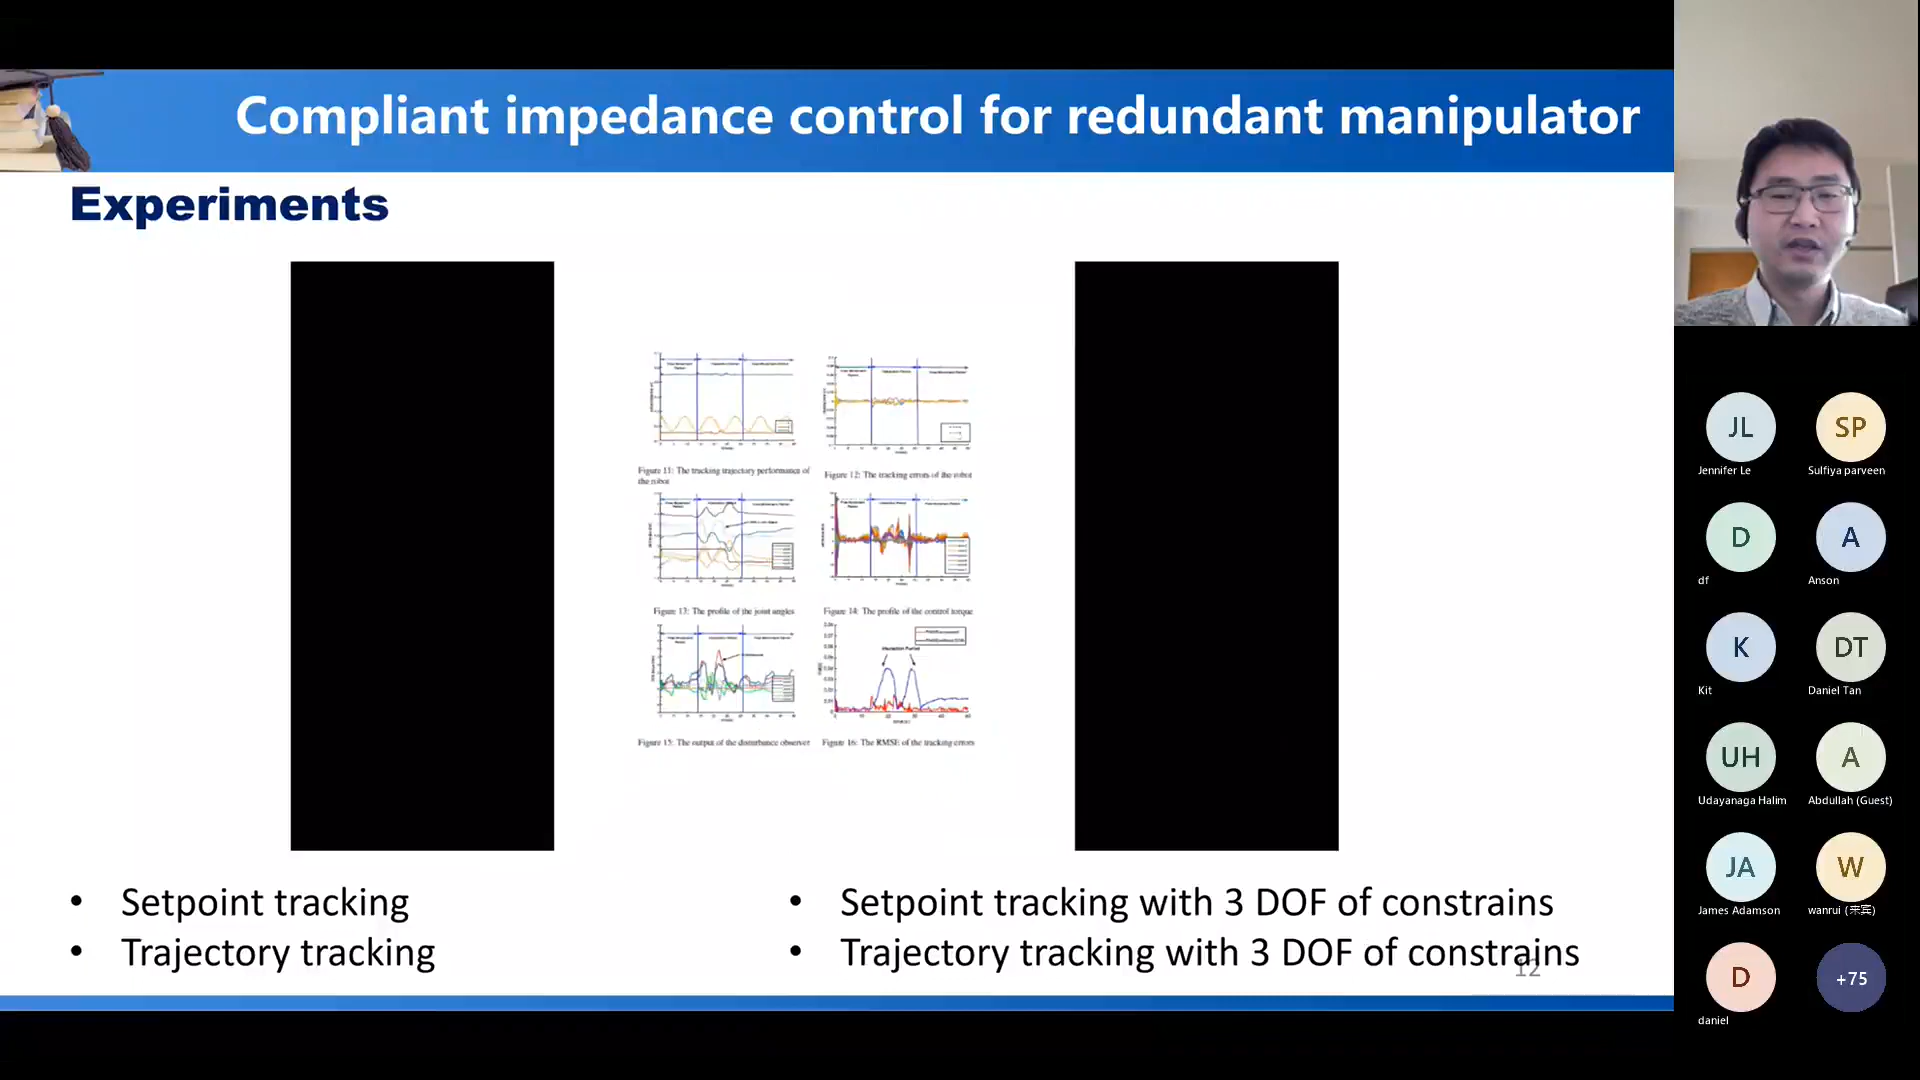 Compliant impedance control for redundant manipulator
Experiments
Figure 11: The tracking trajectory performance of
the robot
Figure 12: The tracking errors of the robot
Figure 13: The profile of the joint angles
Figure 14: The profile of the control torque
Interaction Period
Figure 15: The output of the disturbance observer
Figure 16: The RMSE of the tracking errors
• Setpoint tracking
• Trajectory tracking
• Setpoint tracking with 3 DOF of constrains
• Trajectory tracking with 3 DOF of constrains
12
JL
Jennifer Le
SP
Sulfiya parveen
D
df
A
Anson
K
Kit
DT
Daniel Tan
UH
Udayanaga Halim
A
Abdullah (Guest)
JA
James Adamson
W
wanrui (来宾)
D
daniel
+75